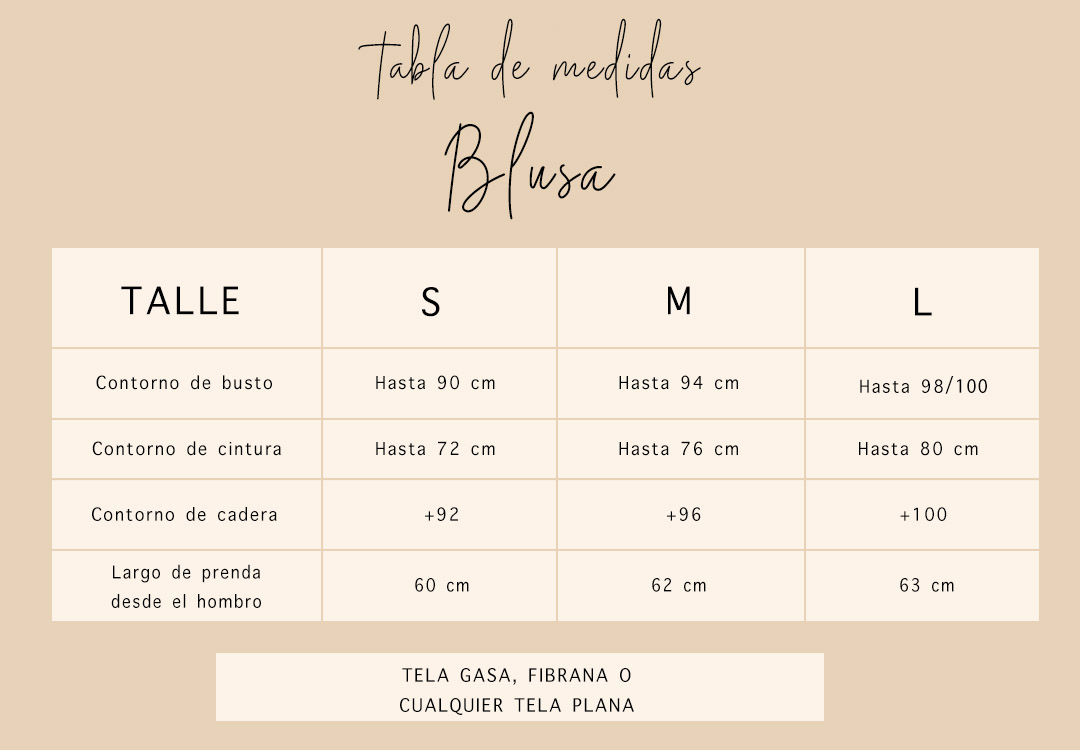 Tabla de medidas
Blusa
TALLE S M L
Contorno de busto Hasta 90 cm Hasta 94 cm Hasta 98/100
Contorno de cintura Hasta 72 cm Hasta 76 cm Hasta 80 cm
Contorno de cadera +92 +96 +100
Largo de prenda
desde el hombro 60 cm 62 cm 63 cm
TELA GASA, FIBRANA O
CUALQUIER TELA PLANA